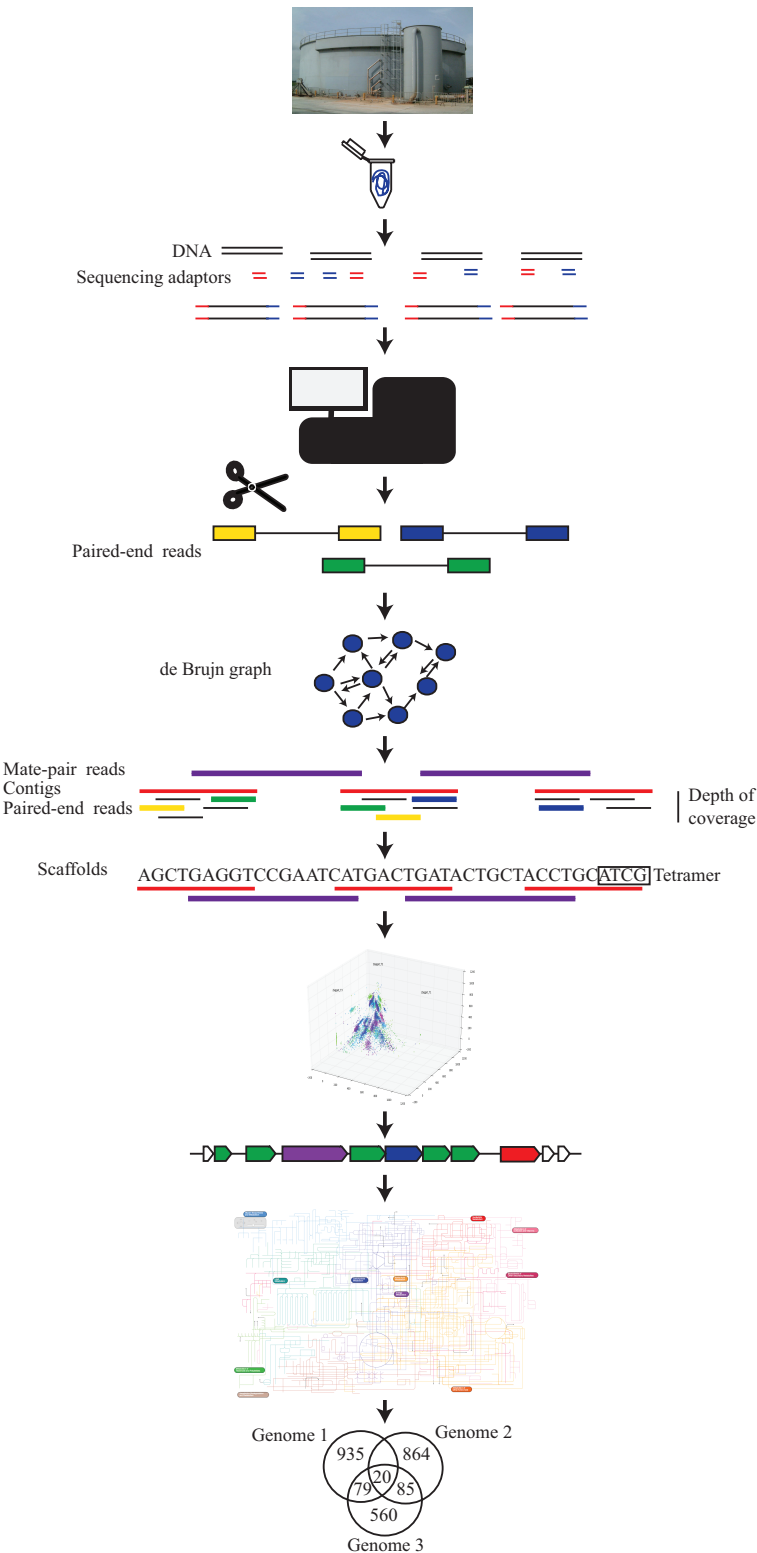 DNA
Sequencing adaptors
Paired-end reads
de Brujn graph
Mate-pair reads
Contigs
Paired-end reads
Depth of
coverage
Scaffolds
AGCTGAGGTCCGAATCATGACTGATACTGCTACCTGCATCG Tetramer
Genome 1
Genome 2
935
864
20
79
85
560
Genome 3